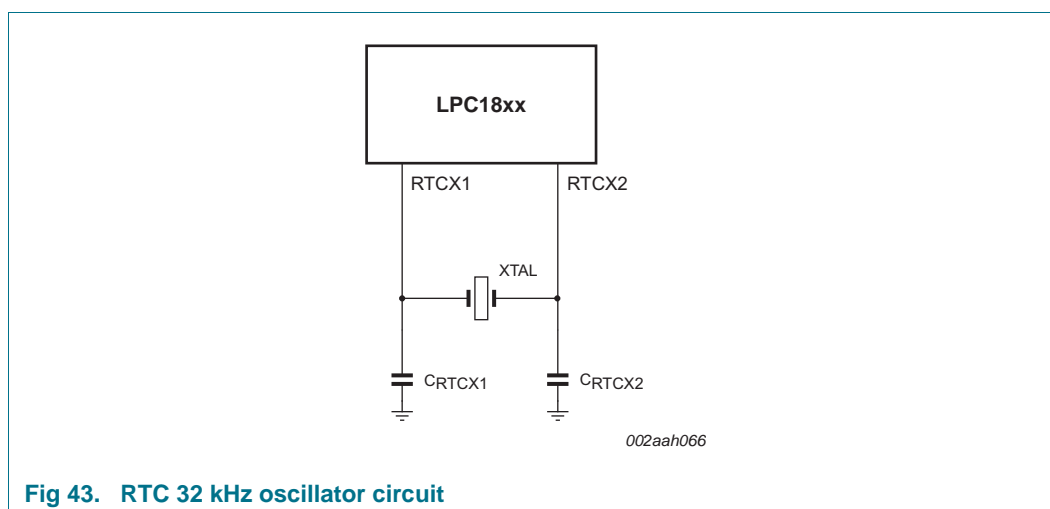 LPC18xx
RTCX1
RTCX2
XTAL
CRTCX1
CRTCX2
002aah066
Fig 43. RTC 32 kHz oscillator circuit